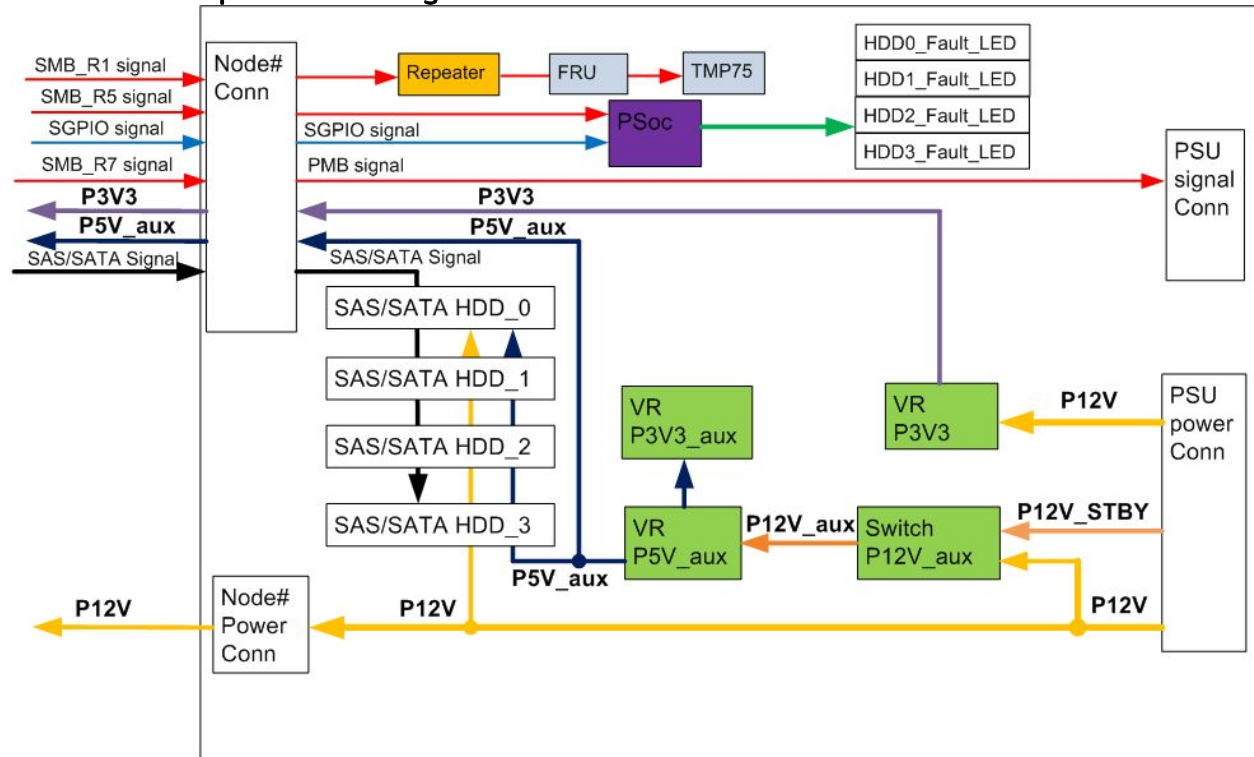 SMB_R1 signal
SMB_R5 signal
SGPIO signal
SMB_R7 signal
P3V3
P5V_aux
SAS/SATA Signal
Node#
Conn
Repeater
FRU
TMP75
SGPIO signal
PSoc
PMB signal
HDD0_Fault_LED
HDD1_Fault_LED
HDD2_Fault_LED
HDD3_Fault_LED
PSU
signal
Conn
P3V3
P5V_aux
SAS/SATA Signal
SAS/SATA HDD_0
SAS/SATA HDD_1
SAS/SATA HDD_2
SAS/SATA HDD_3
VR
P3V3_aux
VR
P3V3
P12V
PSU
power
Conn
VR
P5V_aux
P12V_aux
Switch
P12V_aux
P12V_STBY
P5V_aux
P12V
P12V
Node#
Power
Conn
P12V